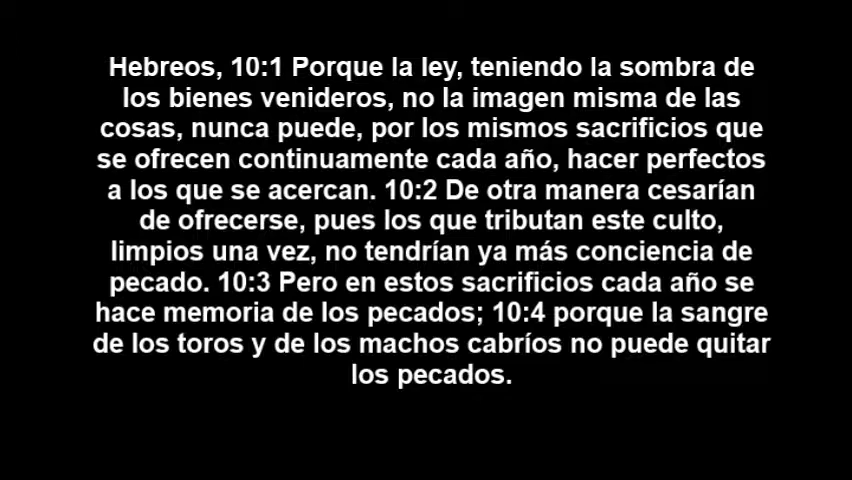 Hebreos, 10:1 Porque la ley, teniendo la sombra de
los bienes venideros, no la imagen misma de las
cosas, nunca puede, por los mismos sacrificios que
se ofrecen continuamente cada año, hacer perfectos
a los que se acercan. 10:2 De otra manera cesarían
de ofrecerse, pues los que tributan este culto,
limpios una vez, no tendrían ya más conciencia de
pecado. 10:3 Pero en estos sacrificios cada año se
hace memoria de los pecados; 10:4 porque la sangre
de los toros y de los machos cabríos no puede quitar
los pecados.